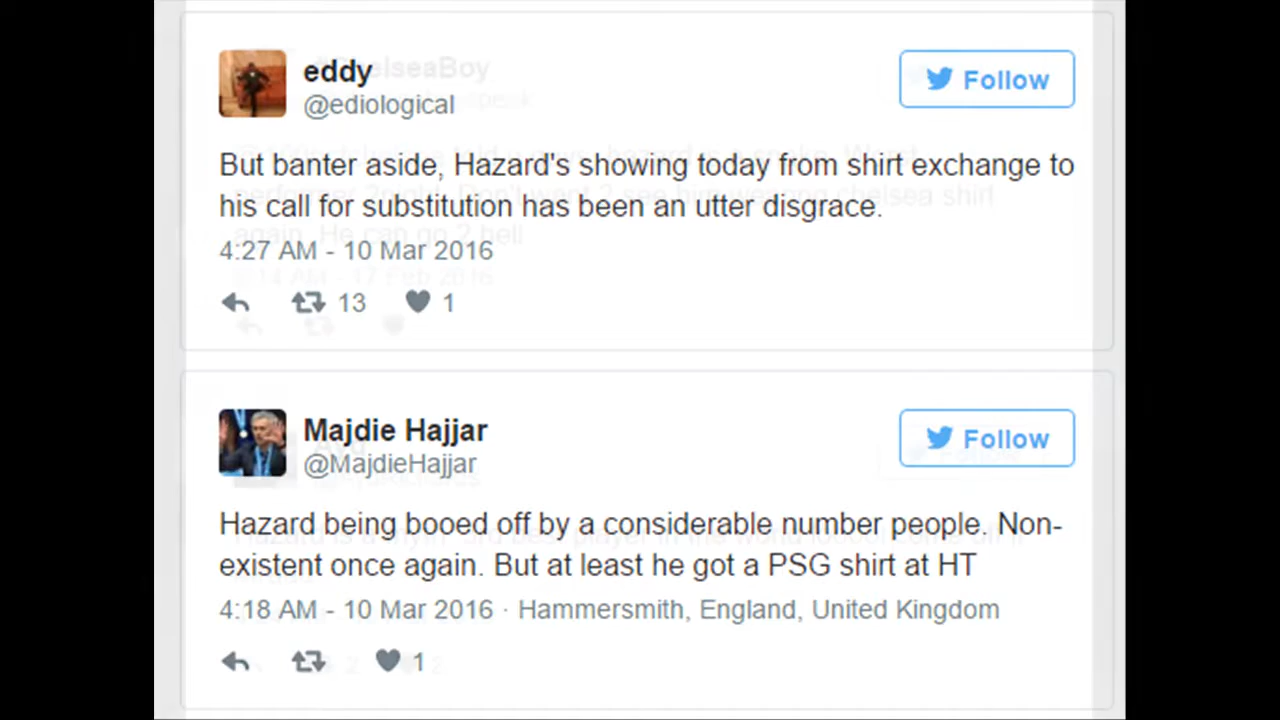 eddy
@ediological
Follow
But banter aside, Hazard's showing today from shirt exchange to
his call for substitution has been an utter disgrace.
4:27 AM - 10 Mar 2016
13 1
Majdie Hajjar
@MajdieHajjar
Follow
Hazard being booed off by a considerable number people. Non-
existent once again. But at least he got a PSG shirt at HT
4:18 AM - 10 Mar 2016 · Hammersmith, England, United Kingdom
1